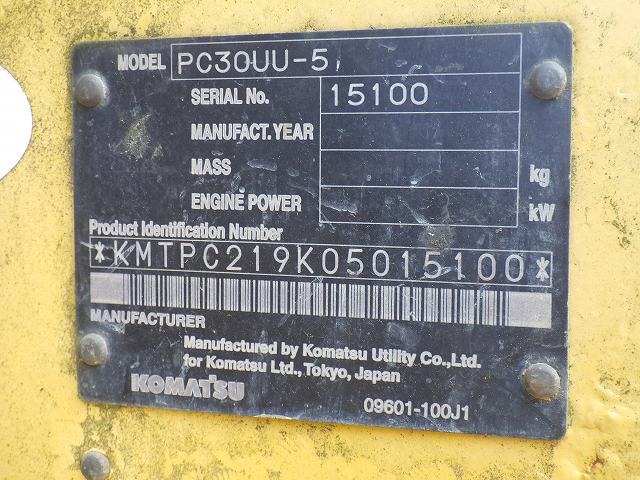 MODEL PC30UU-5
SERIAL No. 15100
MANUFACT. YEAR
MASS kg
ENGINE POWER kW
Product Identification Number
*KMTPC219K05015100*
MANUFACTURER
Manufactured by Komatsu Utility Co.,Ltd.
for Komatsu Ltd., Tokyo, Japan
KOMATSU
09601-100J1